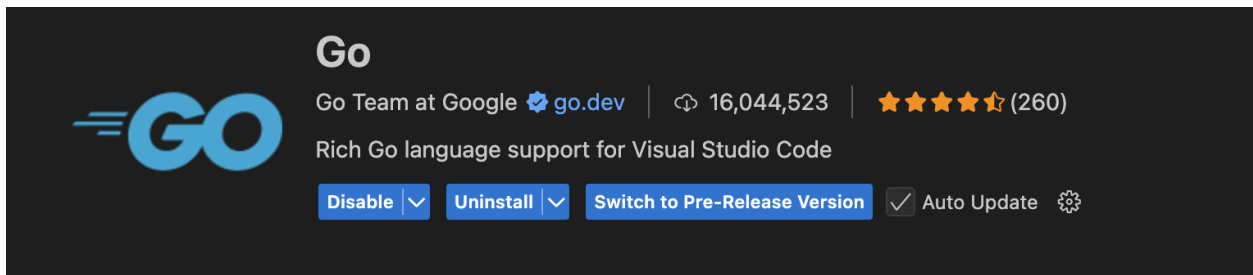 GO
Go
Go Team at Google go.dev 16,044,523 (260)
Rich Go language support for Visual Studio Code
Disable Uninstall Switch to Pre-Release Version Auto Update